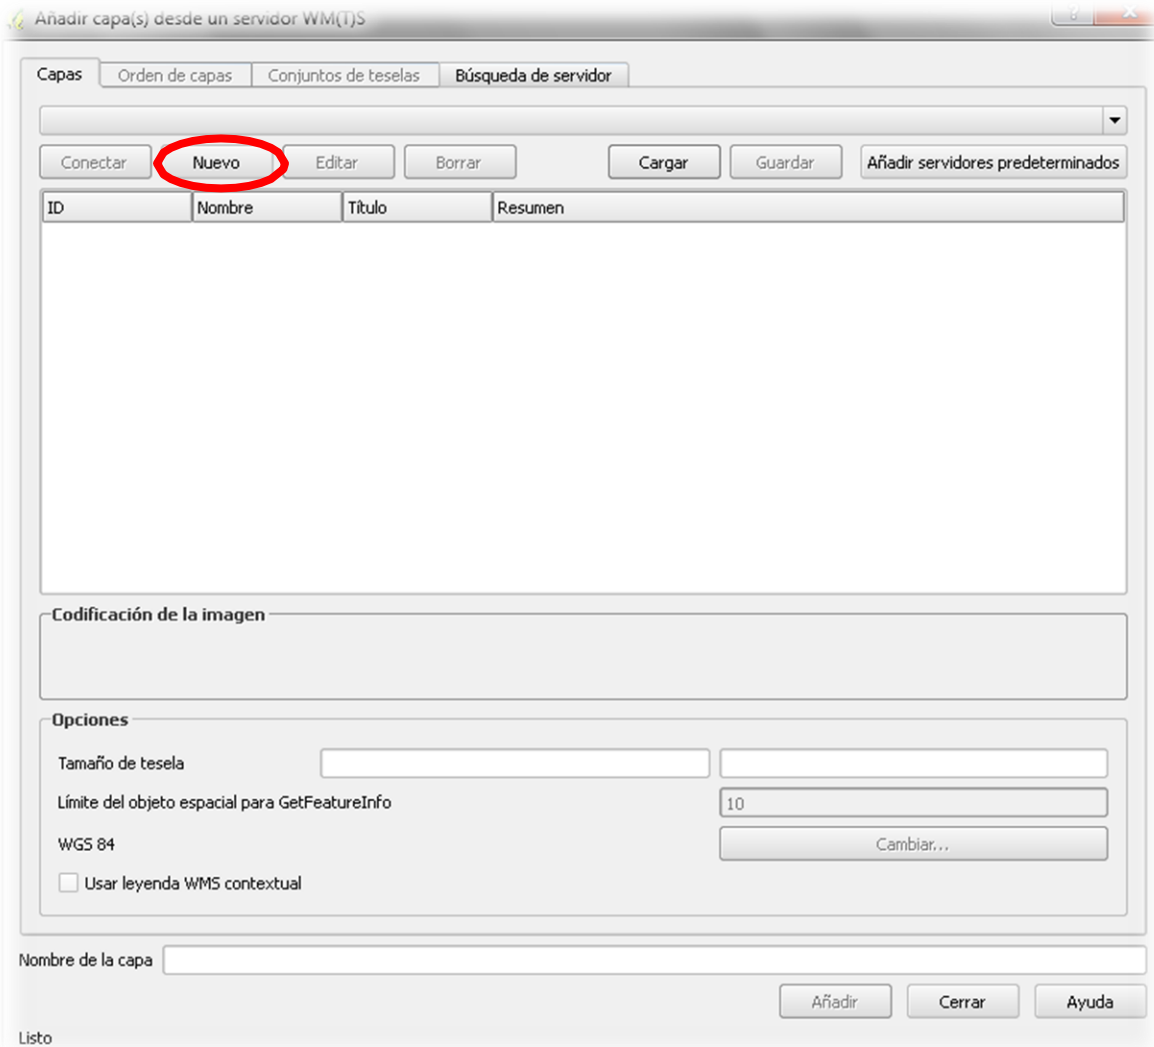 Añadir capa(s) desde un servidor WM(T)S
? X
Capas Orden de capas Conjuntos de teselas Búsqueda de servidor
Conectar Nuevo Editar Borrar Cargar Guardar Añadir servidores predeterminados
ID Nombre Título Resumen
Codificación de la imagen
Opciones
Tamaño de tesela
Límite del objeto espacial para GetFeatureInfo 10
WGS 84 Cambiar...
Usar leyenda WMS contextual
Nombre de la capa
Añadir Cerrar Ayuda
Listo